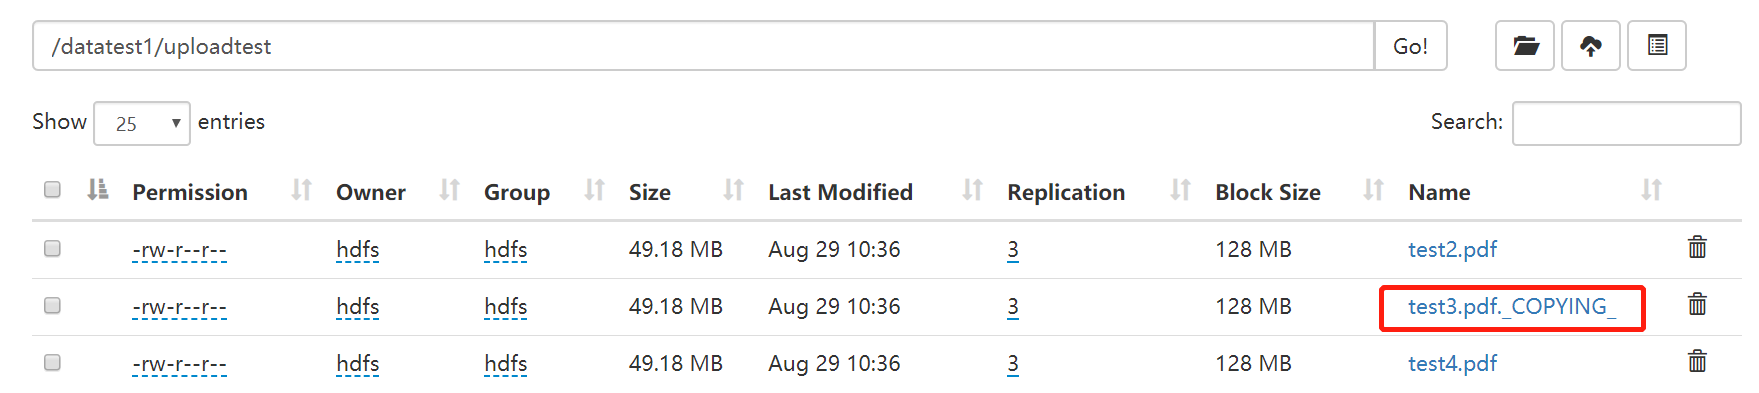 /datatest1/uploadtest Go!
Show 25 entries Search:
Permission Owner Group Size Last Modified Replication Block Size Name
-rw-r--r-- hdfs hdfs 49.18 MB Aug 29 10:36 3 128 MB test2.pdf
-rw-r--r-- hdfs hdfs 49.18 MB Aug 29 10:36 3 128 MB test3.pdf._COPYING_
-rw-r--r-- hdfs hdfs 49.18 MB Aug 29 10:36 3 128 MB test4.pdf